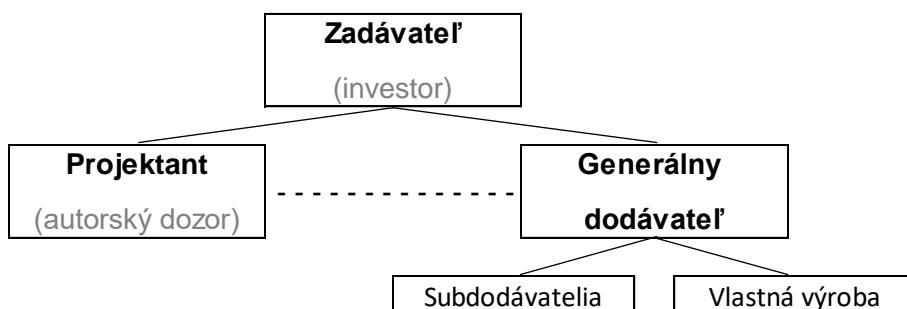 Zadávateľ
(investor)
Projektant
(autorský dozor)
Generálny
dodávateľ
Subdodávatelia
Vlastná výroba